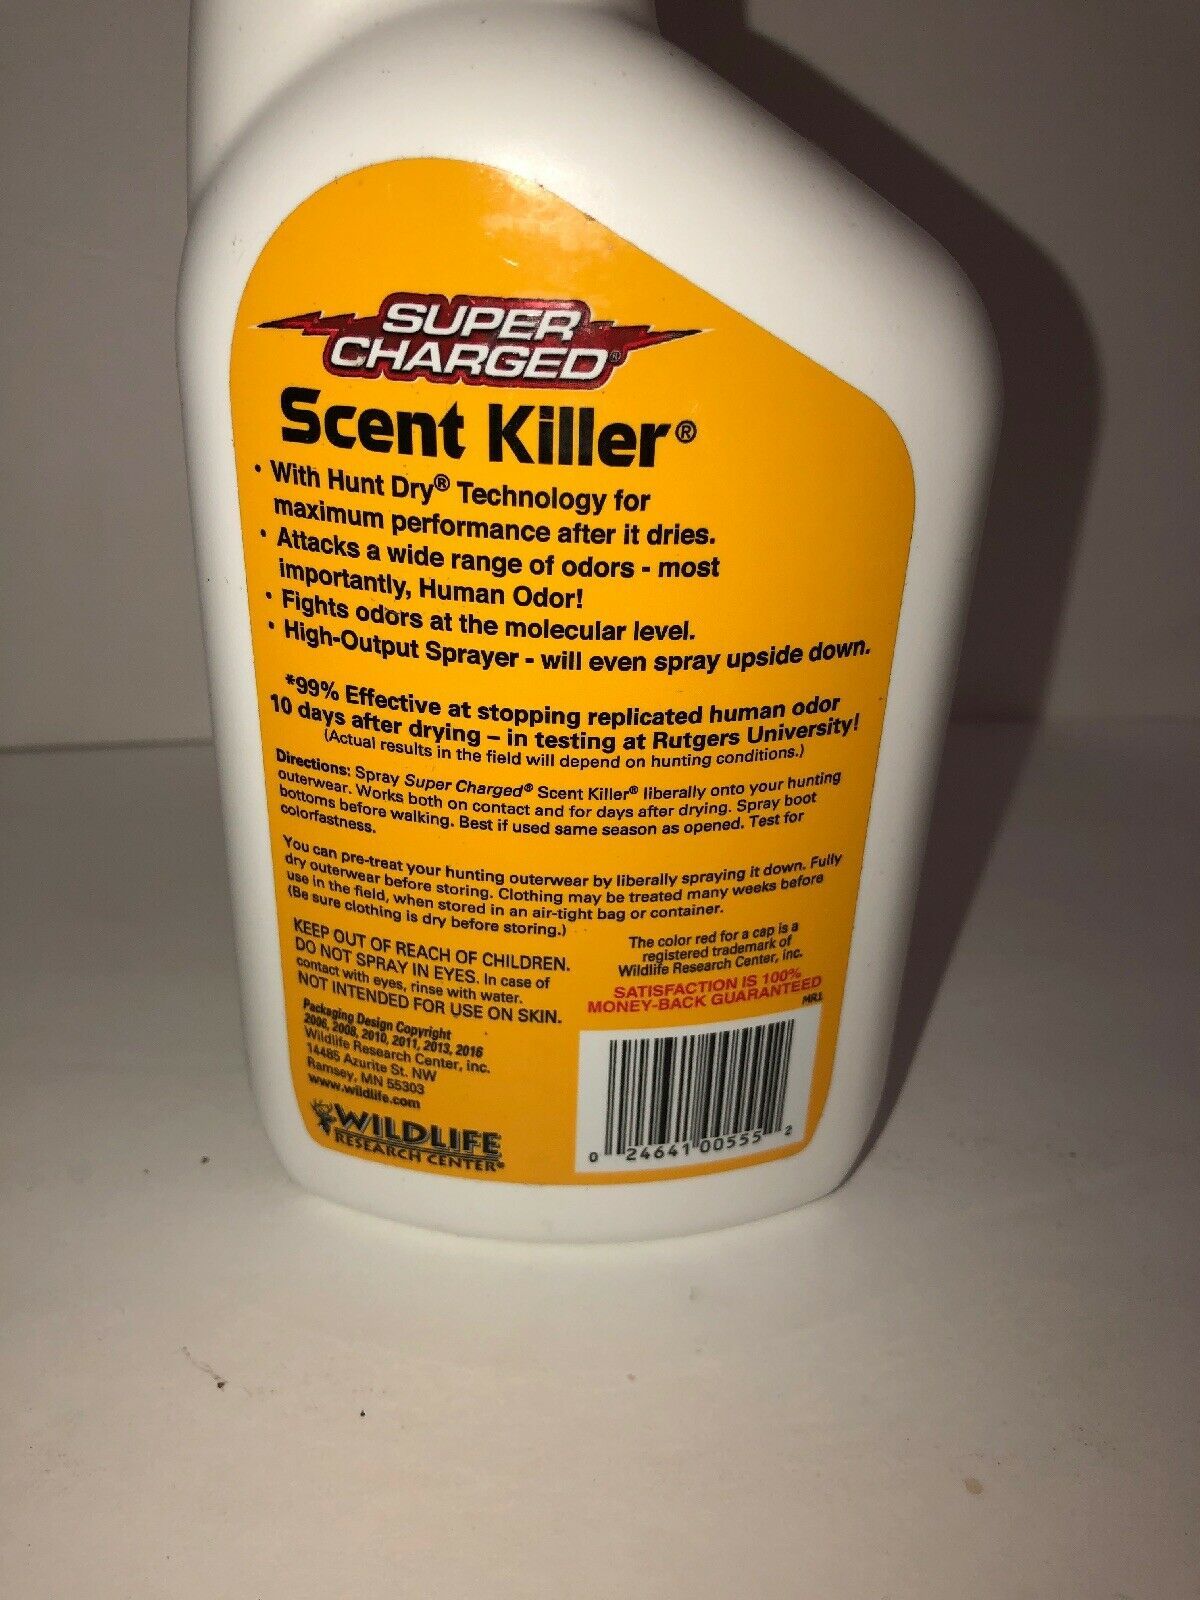 SUPER
CHARGED®
Scent Killer®
• With Hunt Dry® Technology for
maximum performance after it dries.
• Attacks a wide range of odors - most
importantly, Human Odor!
• Fights odors at the molecular level.
• High-Output Sprayer - will even spray upside down.
*99% Effective at stopping replicated human odor
10 days after drying – in testing at Rutgers University!
(Actual results in the field will depend on hunting conditions.)
Directions: Spray Super Charged® Scent Killer® liberally onto your hunting
outerwear. Works both on contact and for days after drying. Spray boot
bottoms before walking. Best if used same season as opened. Test for
colorfastness.
You can pre-treat your hunting outerwear by liberally spraying it down. Fully
dry outerwear before storing. Clothing may be treated many weeks before
use in the field, when stored in an air-tight bag or container.
(Be sure clothing is dry before storing.)
KEEP OUT OF REACH OF CHILDREN.
DO NOT SPRAY IN EYES. In case of
contact with eyes, rinse with water.
NOT INTENDED FOR USE ON SKIN.
The color red for a cap is a
registered trademark of
Wildlife Research Center, Inc.
SATISFACTION IS 100%
MONEY-BACK GUARANTEED
MR1
Packaging Design Copyright
2006, 2008, 2010, 2011, 2013, 2016
Wildlife Research Center, Inc.
14485 Azurite St. NW
Ramsey, MN 55303
www.wildlife.com
WILDLIFE
RESEARCH CENTER®
0 24641 00555 2